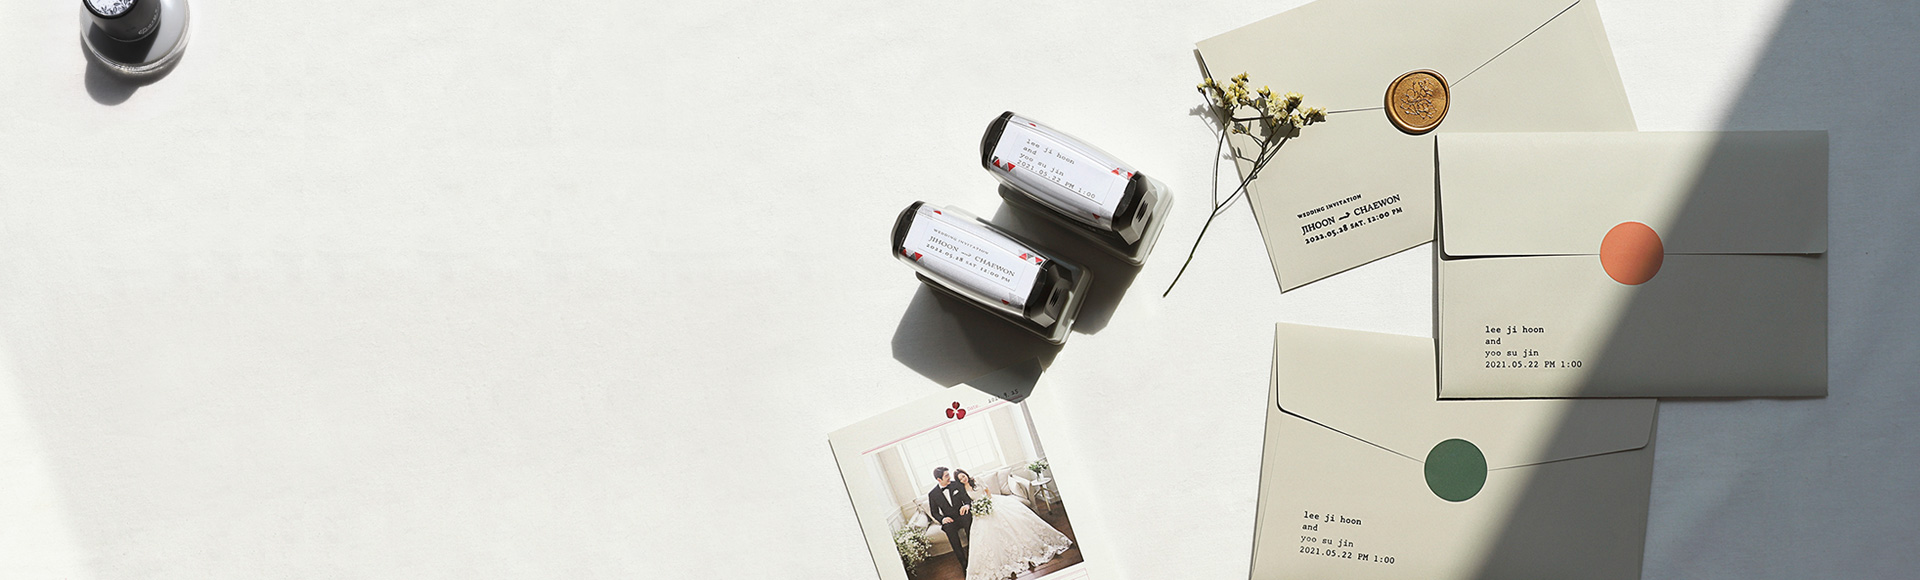 lee ji hoon
and
yoo su jin
2021.05.22 PM 1:00
WEDDING INVITATION
JIHOON CHAEWON
2022.05.28 SAT. 12:00 PM
WEDDING INVITATION
JIHOON CHAEWON
2022.05.28 SAT. 12:00 PM
lee ji hoon
and
yoo su jin
2021.05.22 PM 1:00
lee ji hoon
and
yoo su jin
2021.05.22 PM 1:00